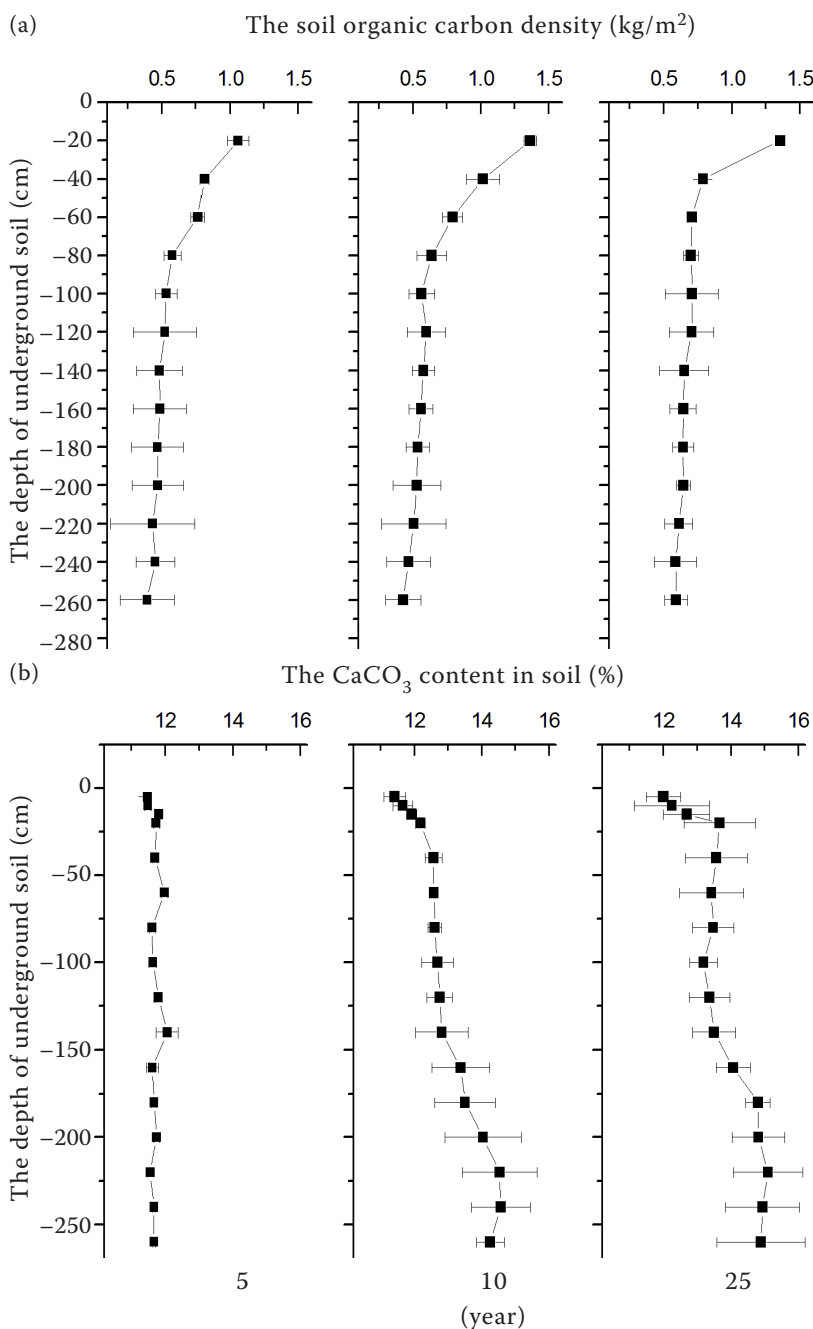 (a) The soil organic carbon density (kg/m²)
0.5 1.0 1.5 0.5 1.0 1.5 0.5 1.0 1.5
The depth of underground soil (cm)
0
−20
−40
−60
−80
−100
−120
−140
−160
−180
−200
−220
−240
−260
−280
(b) The CaCO₃ content in soil (%)
12 14 16 12 14 16 12 14 16
The depth of underground soil (cm)
0
−50
−100
−150
−200
−250
5 10 25
(year)